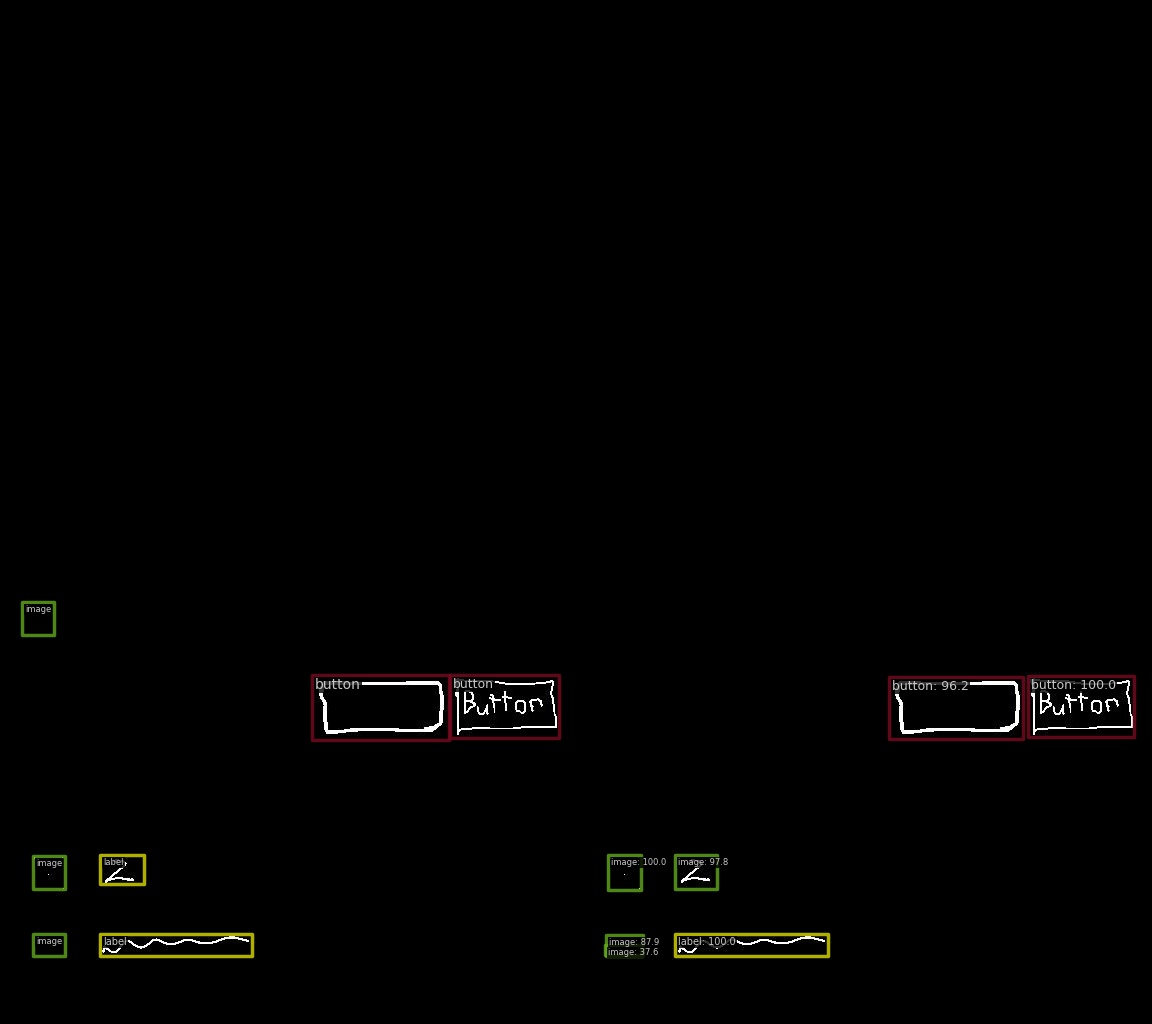 image
button button button: 96.2 button: 100.0
Button Button
image label image: 100.0 image: 97.8
image label image: 87.9 label: 100.0
image: 37.6